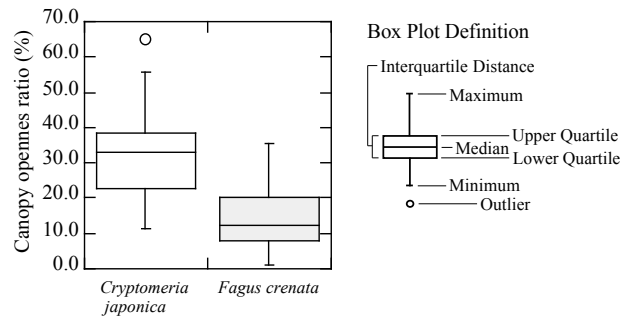 70.0
60.0
50.0
40.0
30.0
20.0
10.0
0.0
Canopy opennes ratio (%)
Cryptomeria
japonica
Fagus crenata
Box Plot Definition
Interquartile Distance
Maximum
Upper Quartile
Median
Lower Quartile
Minimum
Outlier